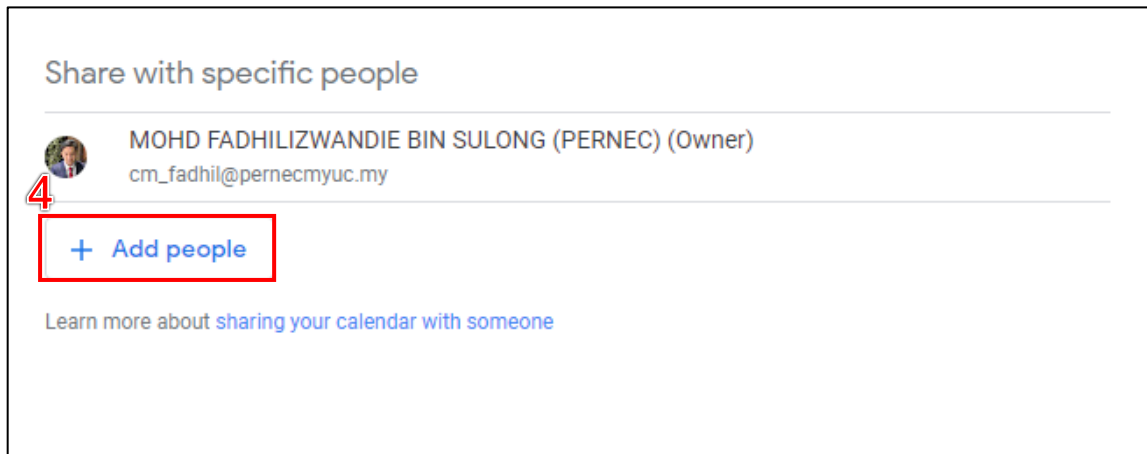 Share with specific people
MOHD FADHILIZWANDIE BIN SULONG (PERNEC) (Owner)
cm_fadhil@pernecmyuc.my
4
+ Add people
Learn more about sharing your calendar with someone